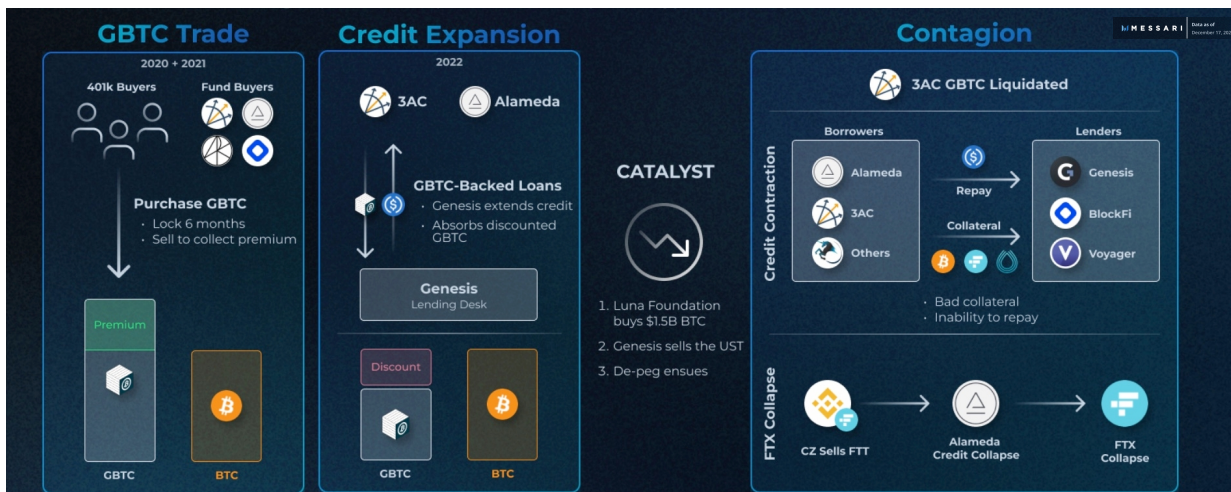 GBTC Trade
2020 + 2021
401k Buyers
Fund Buyers
Purchase GBTC
• Lock 6 months
• Sell to collect premium
Premium
GBTC
BTC
Credit Expansion
2022
3AC
Alameda
GBTC-Backed Loans
• Genesis extends credit
• Absorbs discounted
GBTC
Genesis
Lending Desk
Discount
GBTC
BTC
CATALYST
1. Luna Foundation
buys $1.5B BTC
2. Genesis sells the UST
3. De-peg ensues
Contagion
MESSARI
Data as of
December 17, 202
3AC GBTC Liquidated
Credit Contraction
Borrowers
Alameda
3AC
Others
Repay
Collateral
Lenders
Genesis
BlockFi
Voyager
• Bad collateral
• Inability to repay
FTX Collapse
CZ Sells FTT
Alameda
Credit Collapse
FTX
Collapse